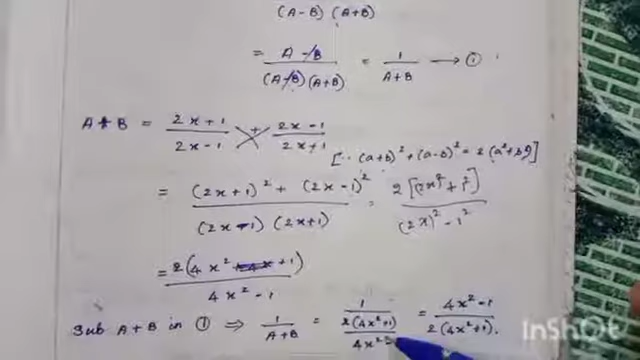 (A-B) (A+B)
= A-B / (A-B)(A+B) = 1 / A+B → ①
A+B = 2x+1 / 2x-1 + 2x-1 / 2x+1
[∵ (a+b)² + (a-b)² = 2(a²+b²)]
= (2x+1)² + (2x-1)² / (2x-1)(2x+1) = 2[(2x)²+1²] / (2x)²-1²
= 2(4x² +1) / 4x²-1
Sub A+B in ① ⇒ 1 / A+B = 1 / 2(4x²+1) / 4x²- = 4x²-1 / 2(4x²+1).
InShot